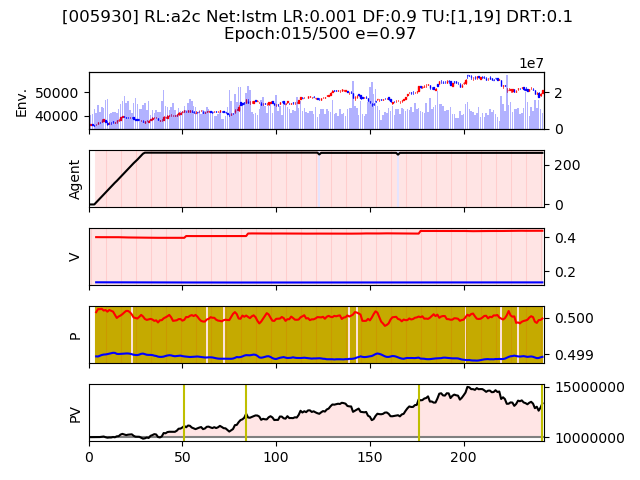 [005930] RL:a2c Net:lstm LR:0.001 DF:0.9 TU:[1,19] DRT:0.1
Epoch:015/500 e=0.97
1e7
Env.
50000
40000
2
0
Agent
200
0
V
0.4
0.2
P
0.500
0.499
PV
15000000
10000000
0 50 100 150 200